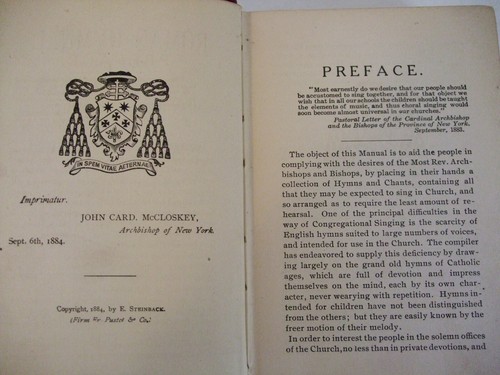 IN SPEM VITAE AETERNAE
Imprimatur.
JOHN CARD. McCLOSKEY,
Archbishop of New York.
Sept. 6th, 1884.
Copyright, 1884, by E. STEINBACK.
(Firm Fr. Pustet & Co.)
PREFACE.
"Most earnestly do we desire that our people should
be accustomed to sing together, and for that object we
wish that in all our schools the children should be taught
the elements of music, and thus choral singing would
soon become almost universal in our churches."
Pastoral Letter of the Cardinal Archbishop
and the Bishops of the Province of New York.
September, 1883.
The object of this Manual is to aid the people in
complying with the desires of the Most Rev. Arch-
bishops and Bishops, by placing in their hands a
collection of Hymns and Chants, containing all
that they may be expected to sing in Church, and
so arranged as to require the least amount of re-
hearsal. One of the principal difficulties in the
way of Congregational Singing is the scarcity of
English hymns suited to large numbers of voices,
and intended for use in the Church. The compiler
has endeavored to supply this deficiency by draw-
ing largely on the grand old hymns of Catholic
ages, which are full of devotion and impress
themselves on the mind, each by its own char-
acter, never wearying with repetition. Hymns in-
tended for children have not been distinguished
from the others; but they are easily known by the
freer motion of their melody.
In order to interest the people in the solemn offices
of the Church, no less than in private devotions, and